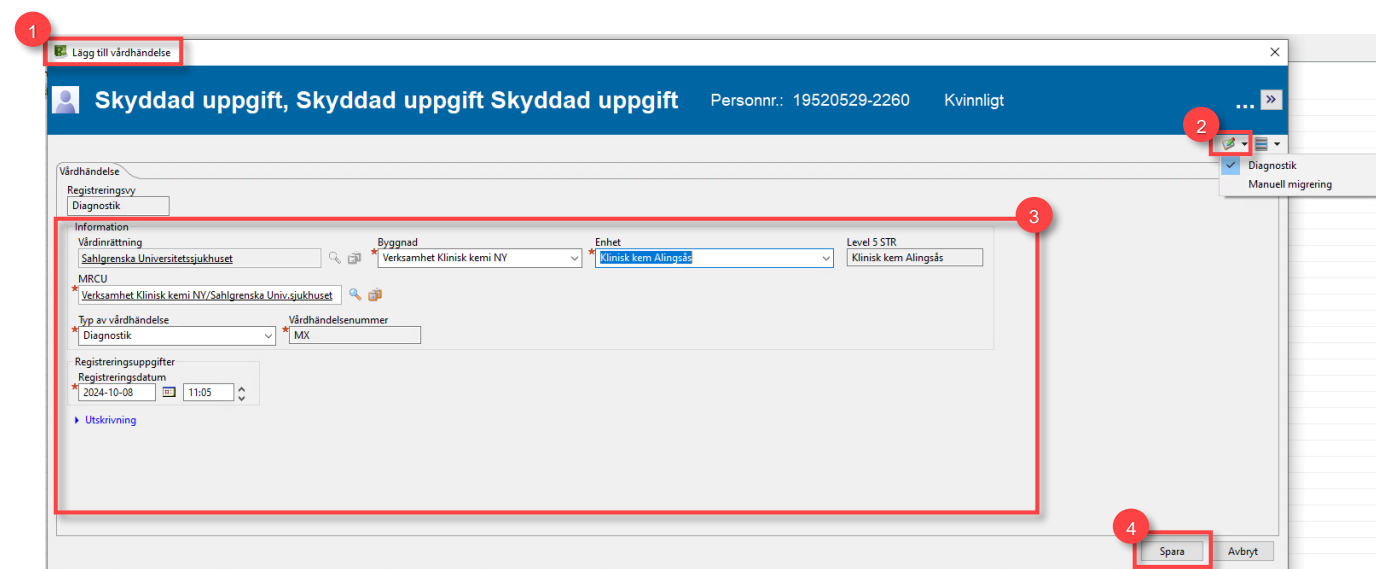 1
Lägg till vårdhändelse
Skyddad uppgift, Skyddad uppgift Skyddad uppgift Personnr.: 19520529-2260 Kvinnligt ... »
2
Vårdhändelse
Diagnostik
Registreringsvy
Manuell migrering
Diagnostik
3
Information
Vårdinrättning Byggnad Enhet Level 5 STR
Sahlgrenska Universitetssjukhuset * Verksamhet Klinisk kemi NY * Klinisk kem Alingsås Klinisk kem Alingsås
MRCU
* Verksamhet Klinisk kemi NY/Sahlgrenska Univ.sjukhuset
Typ av vårdhändelse Vårdhändelsenummer
* Diagnostik * MX
Registreringsuppgifter
Registreringsdatum
* 2024-10-08 11:05
Utskrivning
4
Spara Avbryt